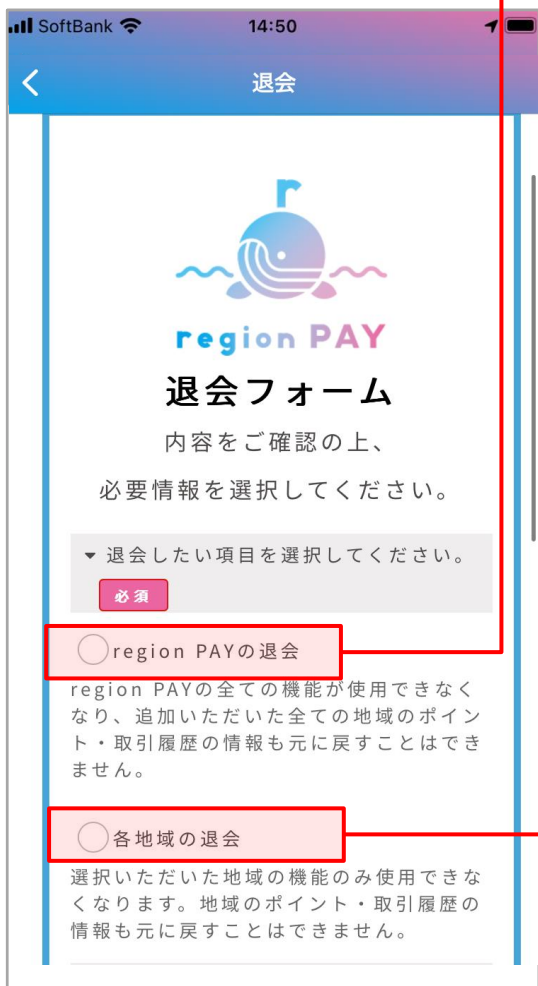 SoftBank 14:50
退会
r
region PAY
退会フォーム
内容をご確認の上、
必要情報を選択してください。
▼ 退会したい項目を選択してください。
必須
region PAYの退会
region PAYの全ての機能が使用できなく
なり、追加いただいた全ての地域のポイン
ト・取引履歴の情報も元に戻すことはでき
ません。
各地域の退会
選択いただいた地域の機能のみ使用できな
くなります。地域のポイント・取引履歴の
情報も元に戻すことはできません。